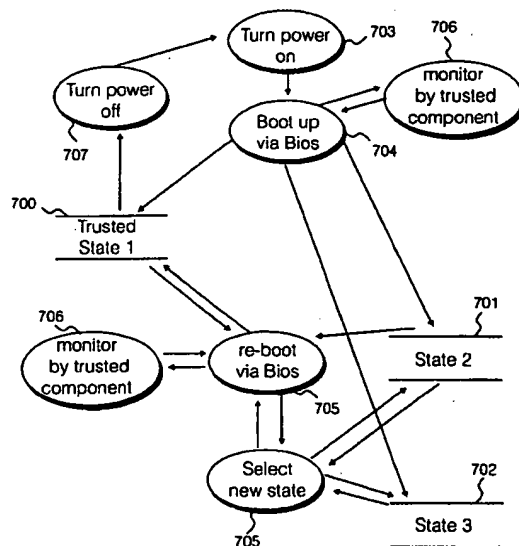 Turn power
on
703
706
monitor
by trusted
component
Turn power
off
707
Boot up
via Bios
704
700
Trusted
State 1
701
State 2
706
monitor
by trusted
component
re-boot
via Bios
705
Select
new state
705
702
State 3